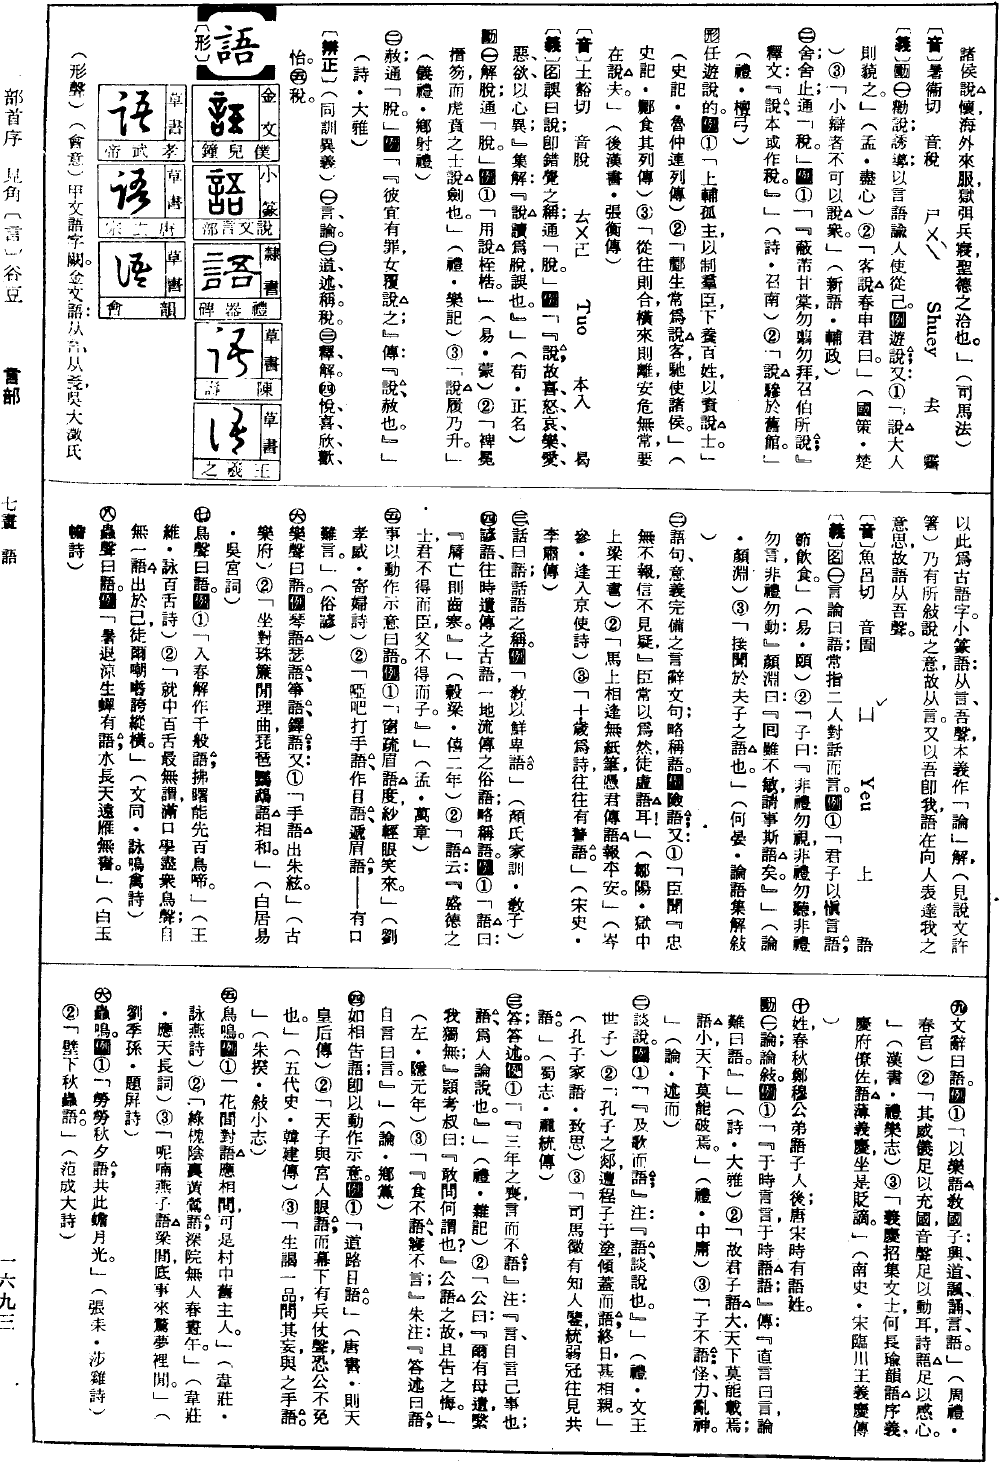 諸侯說懷海外來服獄弭兵寢聖德之治也。」（司馬法）
〔音〕暑衞切　音稅　ㄕㄨㄟˋ　Shuey　去　霽
〔義〕㊀勸說誘導以言語諭人使從己。例遊說；又①「說大人
則藐之」（孟・盡心）②「客說春申君曰」（國策・楚
）③「小辯者不可以說衆」（新語・輔政）
㊁舍；舍止；通「稅」。例①「『蔽芾甘棠，勿翦勿拜，召伯所說』
釋文：『說，本或作稅』」（詩・召南）②「說驂於舊館。」
（禮・檀弓）
形任遊說的。例①「上輔孤主以制羣臣，下養百姓以資說士。」
（史記・魯仲連列傳）②「酈生常爲說客馳使諸侯。」（
史記・酈食其列傳）③「從往則合橫來則離安危無常要
在說夫」（後漢書・張衡傳）
〔音〕土豁切　音脫　ㄊㄨㄛ　Tuo　本入　曷
〔義〕名誤曰說，卽錯覺之稱；通「脫」。例「『說、故、喜、怒、哀、樂、愛、
惡、欲以心異』集解『說讀爲脫誤也。』」（荀・正名）
動㊀解脫；通「脫」。例①「用說桎梏。」（易・蒙）②「裨冕
搢笏而虎賁之士說劍也。」（禮・樂記）③「說屨乃升。」
（儀禮・鄉射禮）
㊁赦；通「脫」。例「『彼宜有罪，女覆說之；』傳：『說，赦也。』」
（詩・大雅）
〔辨正〕（同訓異義）㊀言、論。㊁道、述、稱、稅。㊂釋、解。㊃悅、喜、欣、歡、
怡。㊄稅。
語
〔形〕
金文　僕兒鐘
小篆　說文言部
隸書　禮器碑
草書　陳淳
草書　王羲之
草書　孝武帝
草書　唐太宗
草書　韻會
（形聲）（會意）甲文語字闕。金文語：从言，从𠮷，吳大澂氏
以此爲古語字。小篆語：从言、吾聲，本義作「論」解，（見說文許
箸）乃有所敍說之意，故从言。又以吾卽我，語在向人表達我之
意思，故語从吾聲。
〔音〕魚呂切　音圄　ㄩˇ　Yeu　上　語
〔義〕名㊀言論曰語；常指二人對話而言。例①「君子以愼言語，
節飮食。」（易・頤）②「子曰：『非禮勿視，非禮勿聽，非禮
勿言，非禮勿動』顏淵曰『回雖不敏，請事斯語矣。』」（論
・顏淵）③「接聞於夫子之語也。」（何晏・論語集解敍
）
㊁語句、意義完備之言辭文句；略稱語。例險語；又：①「臣聞『忠
無不報，信不見疑』臣常以爲然，徒虛語耳！」（鄒陽・獄中
上梁王書）②「馬上相逢無紙筆，憑君傳語報平安。」（岑
參・逢入京使詩）③「十歲爲詩往往有警語。」（宋史・
李肅傳）
㊂話曰語；話語之稱。例「敎以鮮卑語」（顏氏家訓・敎子）
㊃諺語、往時遺傳之古語，一地流傳之俗語；略稱語。例①「語曰：
『脣亡則齒寒。』」（穀梁・僖二年）②「語云『盛德之
士，君不得而臣，父不得而子』」（孟・萬章）
㊄事以動作示意曰語。例①「窗疏眉語度，紗輕眼笑來。」（劉
孝威・寄婦詩）②「啞吧打手語，作目語，遞眉語──有口
難言。」（俗諺）
㊅樂聲曰語。例琴語、瑟語、箏語、鐸語；又：①「手語出朱絃。」（古
樂府）②「坐對珠簾閒理曲，琵琶鸚鵡語相和」（白居易
・吳宮詞）
㊆鳥聲曰語。例①「入春解作千般語；拂曙能先百鳥啼。」（王
維・詠百舌詩）②「就中百舌最無謂，滿口學盡衆鳥聲；自
無一語出於己，徒爾嘲啫誇縱橫。」（文同・詠鳴禽詩）
㊇蟲聲曰語。例「暑退涼生蟬有語，水長天遠雁無書。」（白玉
蟾詩）
㊈文辭曰語。例①「以樂語敎國子：興、道、諷、誦、言、語。」（周禮・
春官）②「其威儀足以充國，音聲足以動耳，詩語足以感心。
」（漢書・禮樂志）③「義慶招集文士，何長瑜韻語序義
慶府僚佐語。義慶坐是貶謫。」（南史・宋臨川王義慶傳
）
㊉姓，春秋鄭穆公弟語子人後；唐宋時有語姓。
動㊀論；論敍。例①「『于時言言，于時語語；』傳『直言曰言，論
難曰語。』」（詩・大雅）②「故君子語大，天下莫能載焉；
語小，天下莫能破焉。」（禮・中庸）③「子不語：怪力亂神。
」（論・述而）
㊁談說。例①「『及歌而語；』注：『語、談說也。』」（禮・文王
世子）②「孔子之郯，遭程子于塗，傾蓋而語，終日甚相親。」
（孔子家語・致思）③「司馬徽有知人鑒，統弱冠往見，共
語。」（蜀志・龐統傳）
㊂答；答述。例①「『三年之喪，言而不語；』注：『言、自言己事也；
語、爲人論說也。』」（禮・雜記）②「公曰：『爾有母遺，繄
我獨無；』潁考叔曰『敢問何謂也？』公語之故，且告之悔。」
（左・隱元年）③「『食不語，寢不言。』朱注：『答述曰語，
自言曰言。』」（論・鄉黨）
㊃如相告語；卽以動作示意。例①「道路目語。」（唐書・則天
皇后傳）②「天子與宮人眼語，而幕下有兵仗聲，恐公不免
也。」（五代史・韓建傳）③「生謁一品，問其妄與之手語。
」（朱揆・敍小志）
㊄鳥鳴。例①「花間對語應相問，可是村中舊主人。」（韋莊・
詠燕詩）②「綠槐陰裏黃鶯語，深院無人春晝午。」（韋莊
・應天長詞）③「呢喃燕子語梁間，底事來驚夢裡閒。」（
劉季孫・題屏詩）
㊅蟲鳴。例①「勞勞秋夕語，共此蟾月光。」（張耒・莎雞詩）
②「壁下秋蟲語。」（范成大詩）
部首序　見角〔言〕谷豆　言部　七畫　語　一六九三